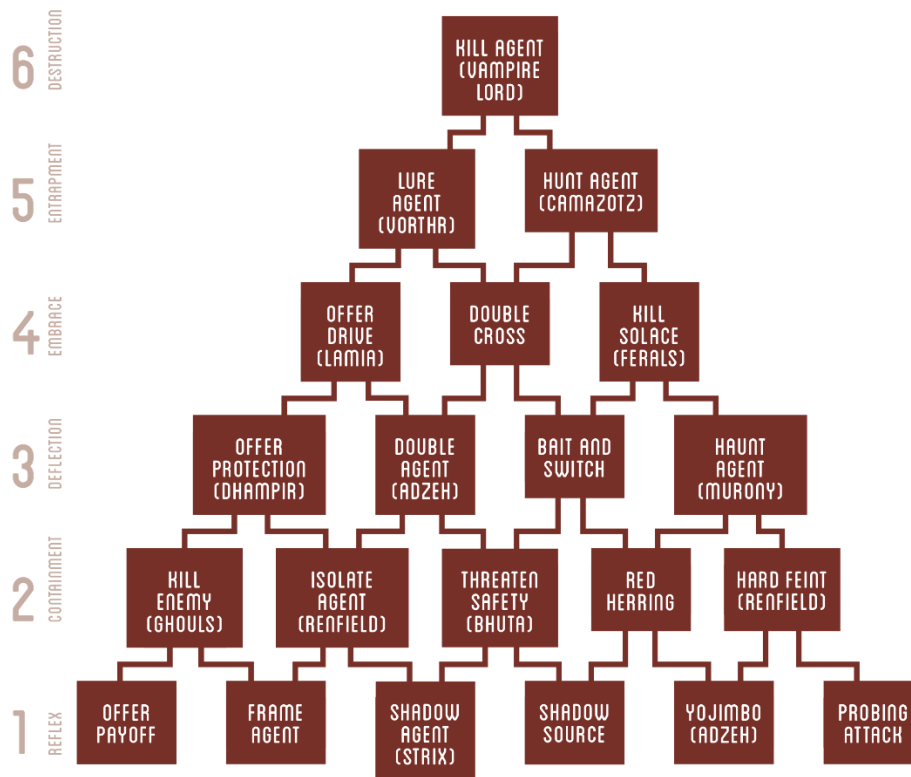 6
DESTRUCTION
KILL AGENT
(VAMPIRE
LORD)
5
ENTRAPMENT
LURE
AGENT
(VORTHR)
HUNT AGENT
(CAMAZOTZ)
4
EMBRACE
OFFER
DRIVE
(LAMIA)
DOUBLE
CROSS
KILL
SOLACE
(FERALS)
3
DEFLECTION
OFFER
PROTECTION
(DHAMPIR)
DOUBLE
AGENT
(ADZEH)
BAIT AND
SWITCH
HAUNT
AGENT
(MURONY)
2
CONTAINMENT
KILL
ENEMY
(GHOULS)
ISOLATE
AGENT
(RENFIELD)
THREATEN
SAFETY
(BHUTA)
RED
HERRING
HARD FEINT
(RENFIELD)
1
REFLEX
OFFER
PAYOFF
FRAME
AGENT
SHADOW
AGENT
(STRIX)
SHADOW
SOURCE
YOJIMBO
(ADZEH)
PROBING
ATTACK